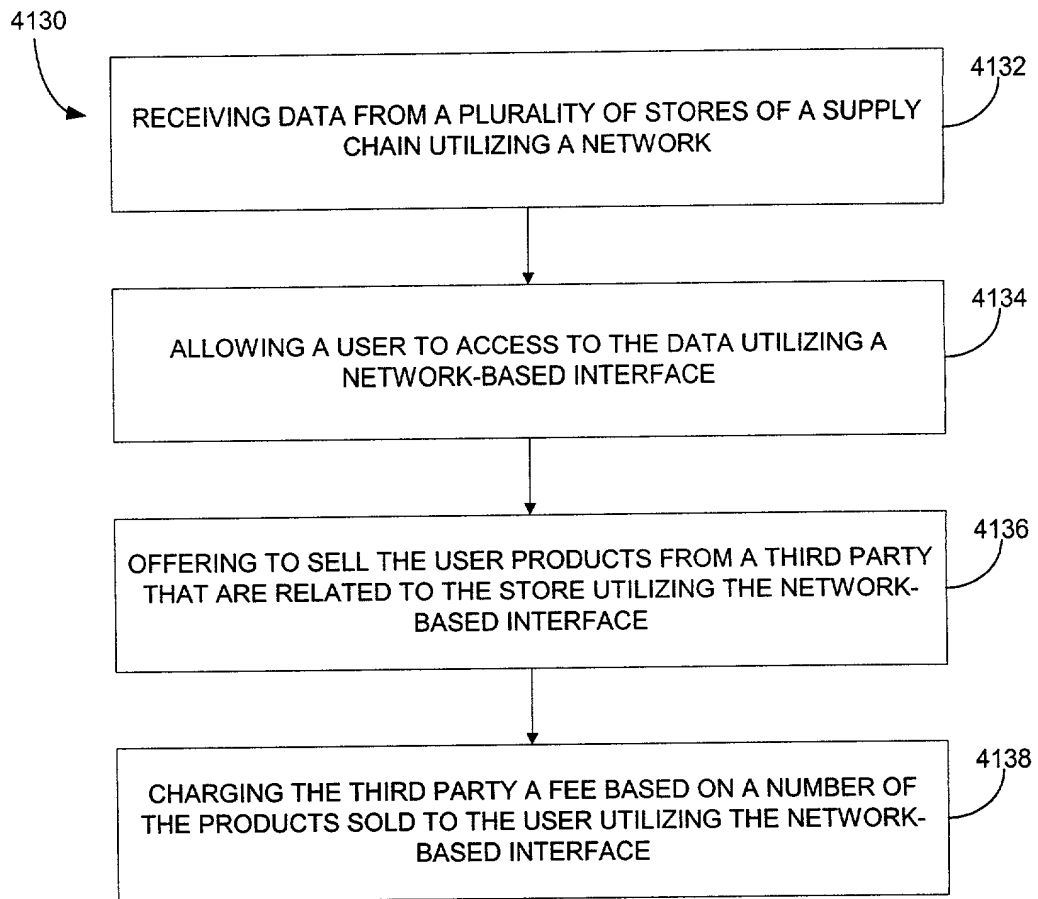 4130
4132
RECEIVING DATA FROM A PLURALITY OF STORES OF A SUPPLY
CHAIN UTILIZING A NETWORK
4134
ALLOWING A USER TO ACCESS TO THE DATA UTILIZING A
NETWORK-BASED INTERFACE
4136
OFFERING TO SELL THE USER PRODUCTS FROM A THIRD PARTY
THAT ARE RELATED TO THE STORE UTILIZING THE NETWORK-
BASED INTERFACE
4138
CHARGING THE THIRD PARTY A FEE BASED ON A NUMBER OF
THE PRODUCTS SOLD TO THE USER UTILIZING THE NETWORK-
BASED INTERFACE